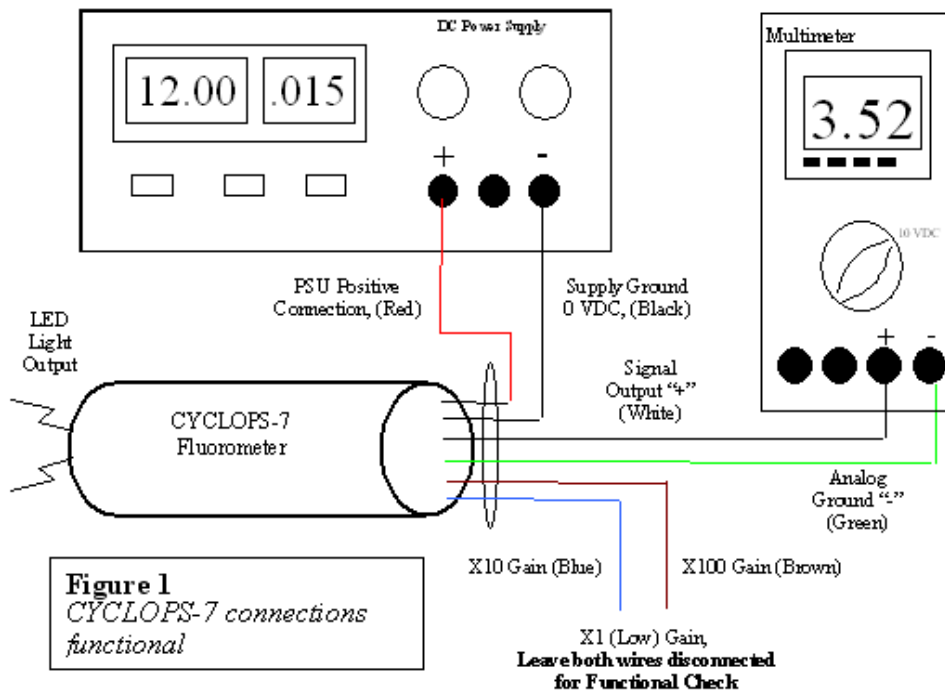 DC Power Supply
12.00
.015
+
-
Multimeter
3.52
10 VDC
+
-
PSU Positive
Connection, (Red)
Supply Ground
0 VDC, (Black)
LED
Light
Output
CYCLOPS-7
Fluorometer
Signal
Output "+"
(White)
Analog
Ground "-"
(Green)
X10 Gain (Blue)
X100 Gain (Brown)
X1 (Low) Gain,
Leave both wires disconnected
for Functional Check
Figure 1
CYCLOPS-7 connections
functional